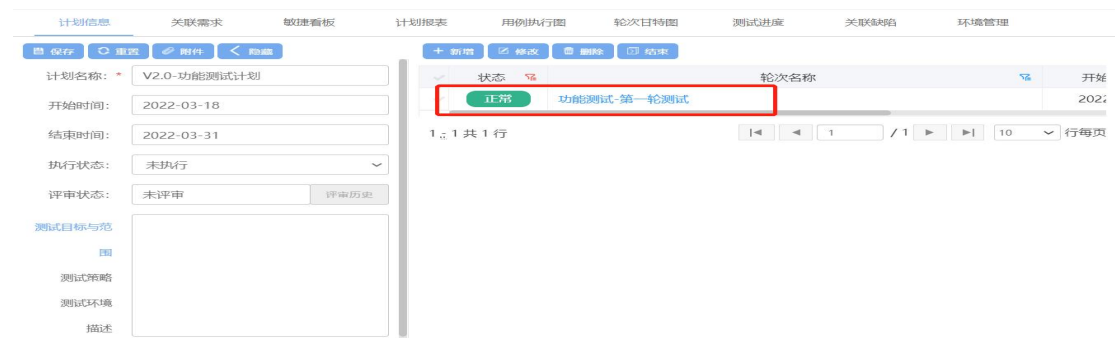 计划信息 关联需求 敏捷看板 计划报表 用例执行图 轮次甘特图 测试进度 关联缺陷 环境管理
保存 重置 附件 隐藏
计划名称: * V2.0-功能测试计划
开始时间: 2022-03-18
结束时间: 2022-03-31
执行状态: 未执行
评审状态: 未评审 评审历史
测试目标与范
围
测试策略
测试环境
描述
+ 新增 修改 删除 结束
状态 轮次名称 开始
正常 功能测试-第一轮测试 2022
1 .: 1 共 1 行 1 / 1 10 行每页